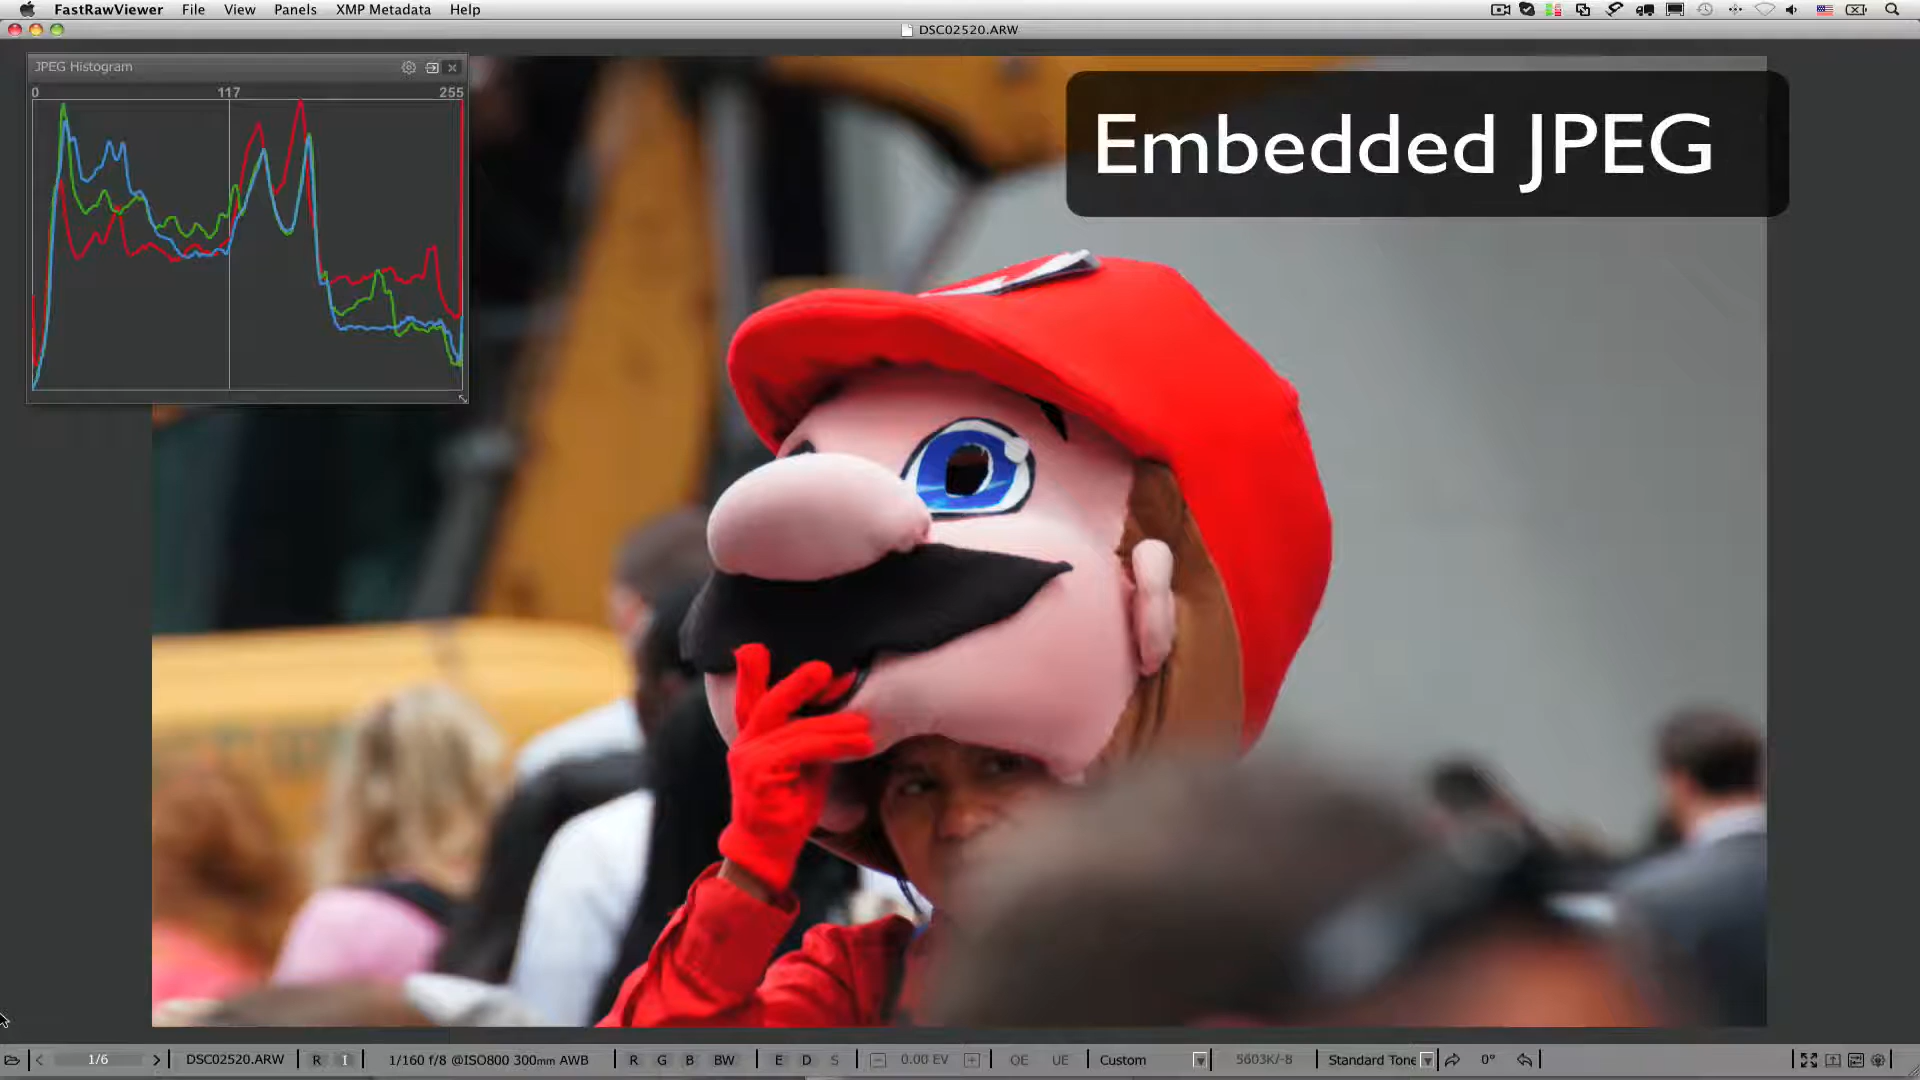 FastRawViewer File View Panels XMP Metadata Help
DSC02520.ARW
JPEG Histogram
0 117 255
Embedded JPEG
1/6 DSC02520.ARW R I 1/160 f/8 @ISO800 300mm AWB R G B BW E D S 0.00 EV OE UE Custom 5603K/-8 Standard Tone 0°